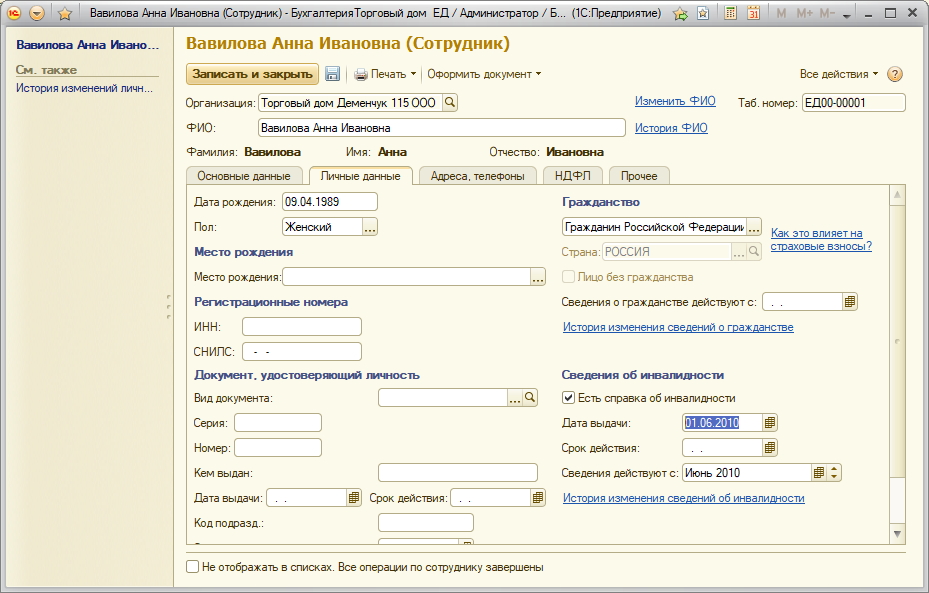 Вавилова Анна Ивановна (Сотрудник) - БухгалтерияТорговый дом ЕД / Администратор / Б... (1С:Предприятие)
M M+ M-
31
Вавилова Анна Ивано...
См. также
История изменений личн...
Вавилова Анна Ивановна (Сотрудник)
Записать и закрыть Печать Оформить документ Все действия ?
Организация: Торговый дом Деменчук 115 ООО Изменить ФИО Таб. номер: ЕД00-00001
ФИО: Вавилова Анна Ивановна История ФИО
Фамилия: Вавилова Имя: Анна Отчество: Ивановна
Основные данные Личные данные Адреса, телефоны НДФЛ Прочее
Дата рождения: 09.04.1989
Пол: Женский ...
Место рождения
Место рождения: ...
Регистрационные номера
ИНН:
СНИЛС: - -
Документ, удостоверяющий личность
Вид документа: ...
Серия:
Номер:
Кем выдан:
Дата выдачи: . . Срок действия: . .
Код подразд.:
Гражданство
Гражданин Российской Федерации ...
Как это влияет на
страховые взносы?
Страна: РОССИЯ ...
Лицо без гражданства
Сведения о гражданстве действуют с: . .
История изменения сведений о гражданстве
Сведения об инвалидности
Есть справка об инвалидности
Дата выдачи: 01.06.2010
Срок действия: . .
Сведения действуют с: Июнь 2010
История изменения сведений об инвалидности
Не отображать в списках. Все операции по сотруднику завершены